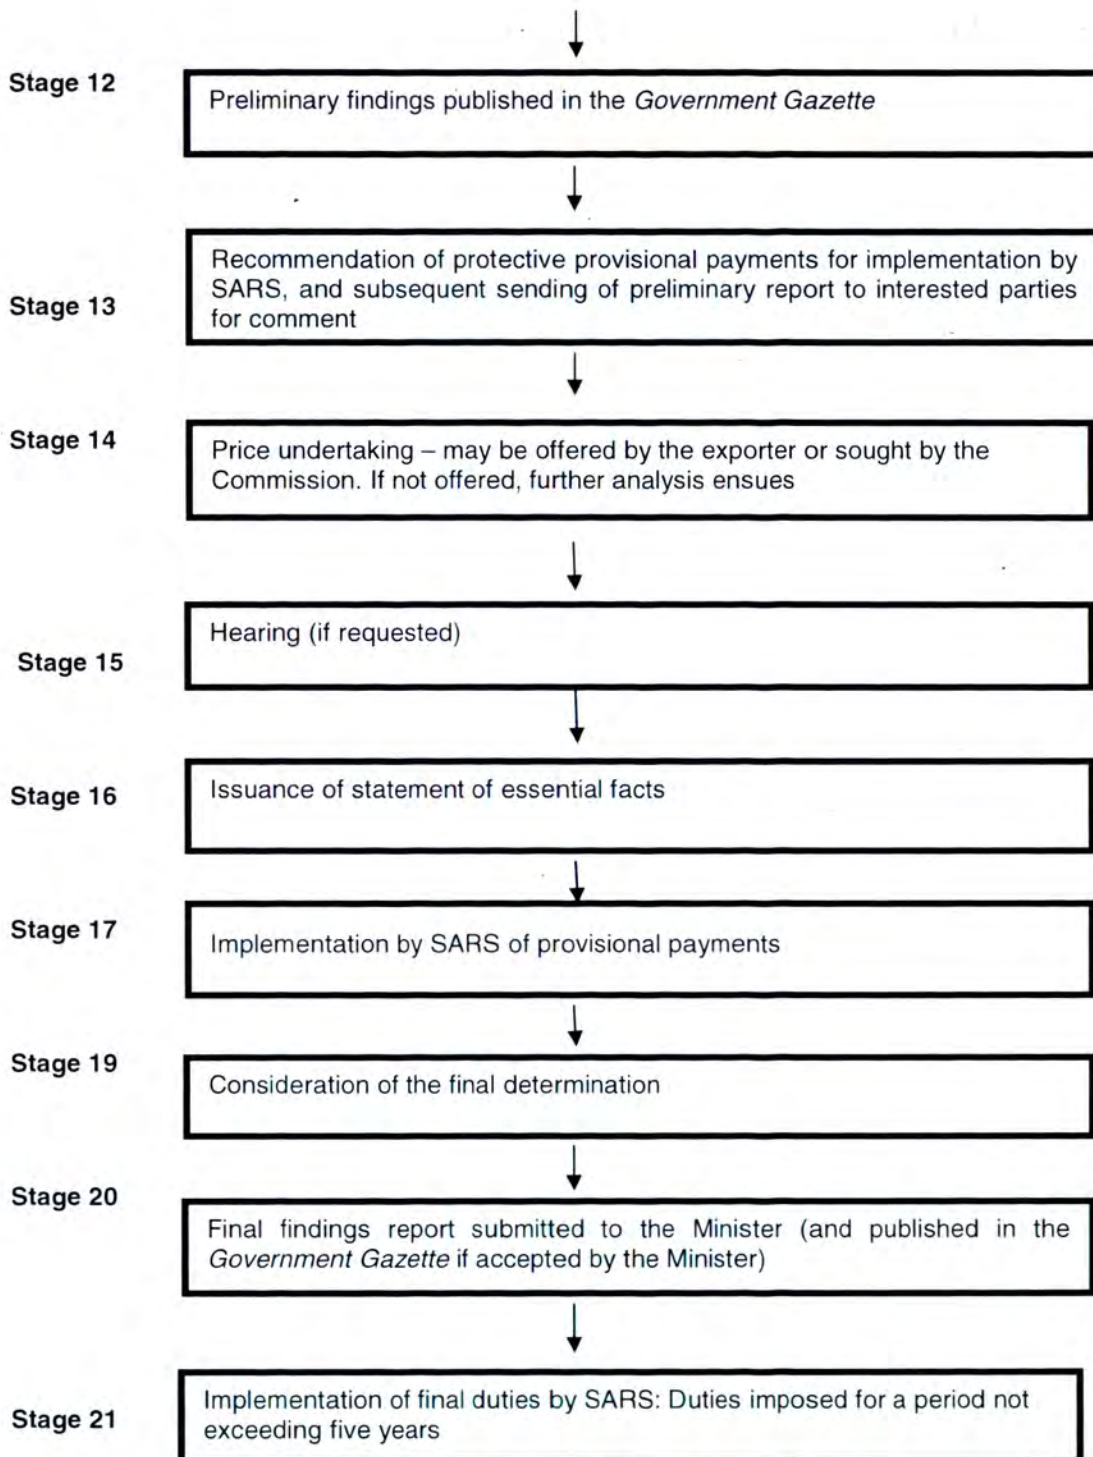 Stage 12
Preliminary findings published in the Government Gazette
Recommendation of protective provisional payments for implementation by
SARS, and subsequent sending of preliminary report to interested parties
for comment
Stage 13
Stage 14
Price undertaking – may be offered by the exporter or sought by the
Commission. If not offered, further analysis ensues
Hearing (if requested)
Stage 15
Stage 16
Issuance of statement of essential facts
Stage 17
Implementation by SARS of provisional payments
Stage 19
Consideration of the final determination
Stage 20
Final findings report submitted to the Minister (and published in the
Government Gazette if accepted by the Minister)
Stage 21
Implementation of final duties by SARS: Duties imposed for a period not
exceeding five years